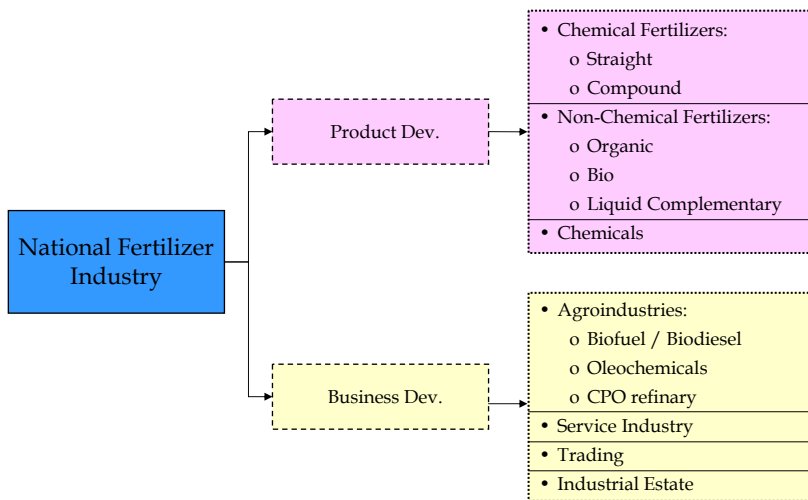 National Fertilizer
Industry
Product Dev.
• Chemical Fertilizers:
o Straight
o Compound
• Non-Chemical Fertilizers:
o Organic
o Bio
o Liquid Complementary
• Chemicals
Business Dev.
• Agroindustries:
o Biofuel / Biodiesel
o Oleochemicals
o CPO refinary
• Service Industry
• Trading
• Industrial Estate